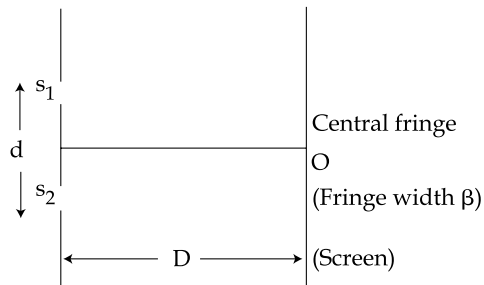 s1
Central fringe
d
O
s2
(Fringe width β)
D
(Screen)